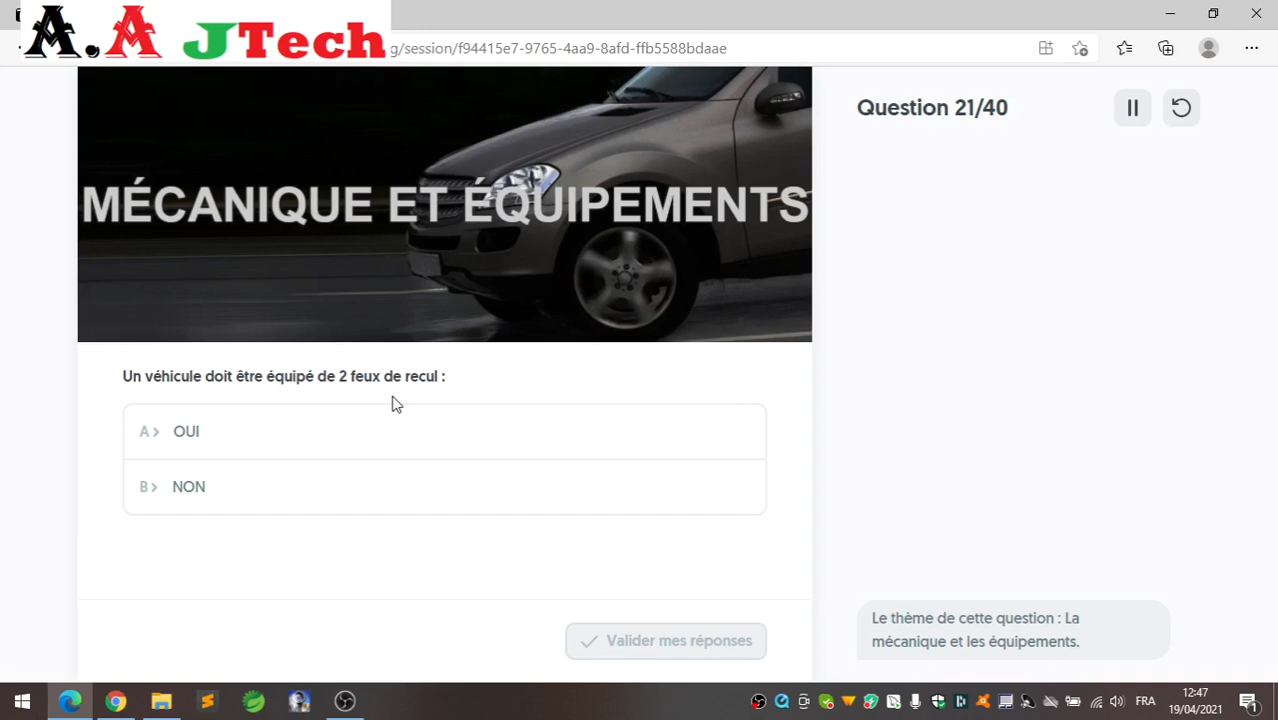 A.A JTech
g/session/f94415e7-9765-4aa9-8afd-ffb5588bdaae
MÉCANIQUE ET ÉQUIPEMENTS
Question 21/40
Un véhicule doit être équipé de 2 feux de recul :
A > OUI
B > NON
Valider mes réponses
Le thème de cette question : La
mécanique et les équipements.
FRA
12:47
19/04/2021
1